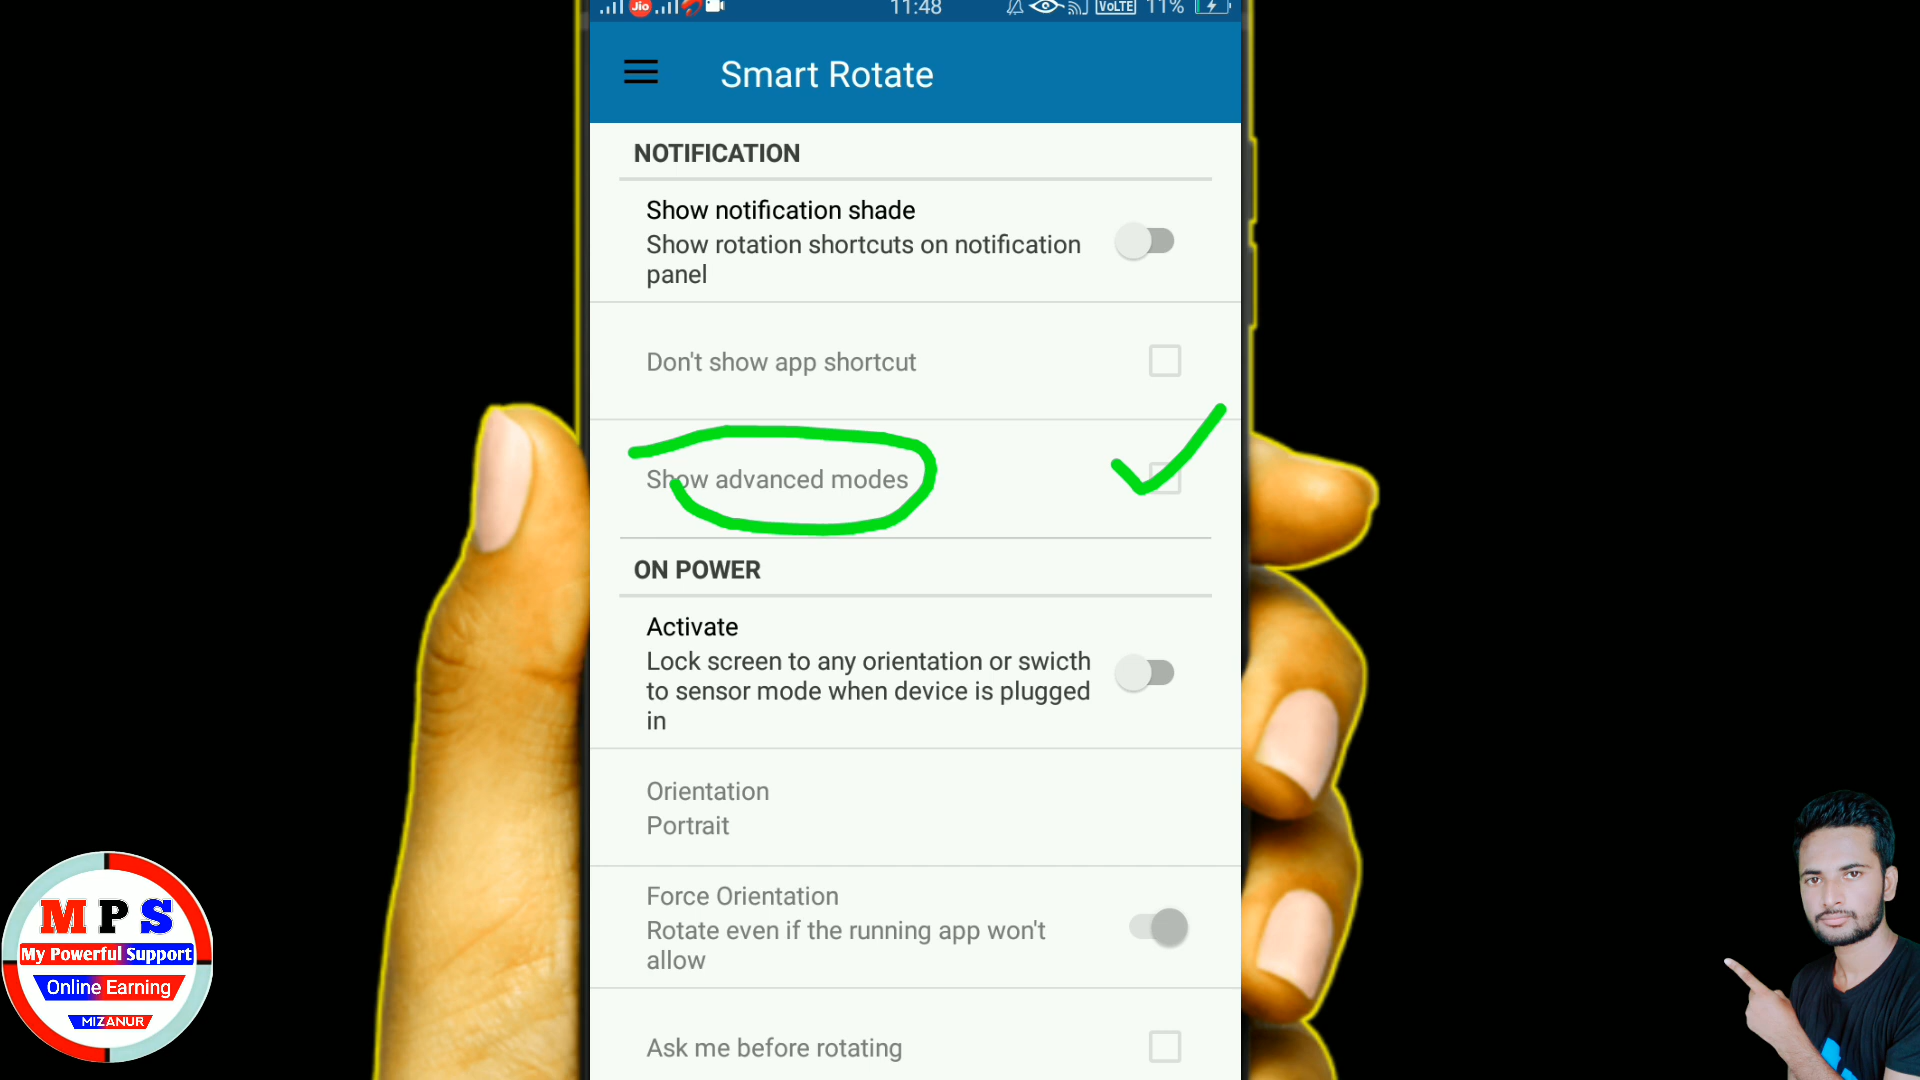 Jio
11:48
VoLTE
11%
Smart Rotate
NOTIFICATION
Show notification shade
Show rotation shortcuts on notification
panel
Don't show app shortcut
Show advanced modes
ON POWER
Activate
Lock screen to any orientation or swicth
to sensor mode when device is plugged
in
Orientation
Portrait
Force Orientation
Rotate even if the running app won't
allow
Ask me before rotating
M P S
My Powerful Support
Online Earning
MIZANUR